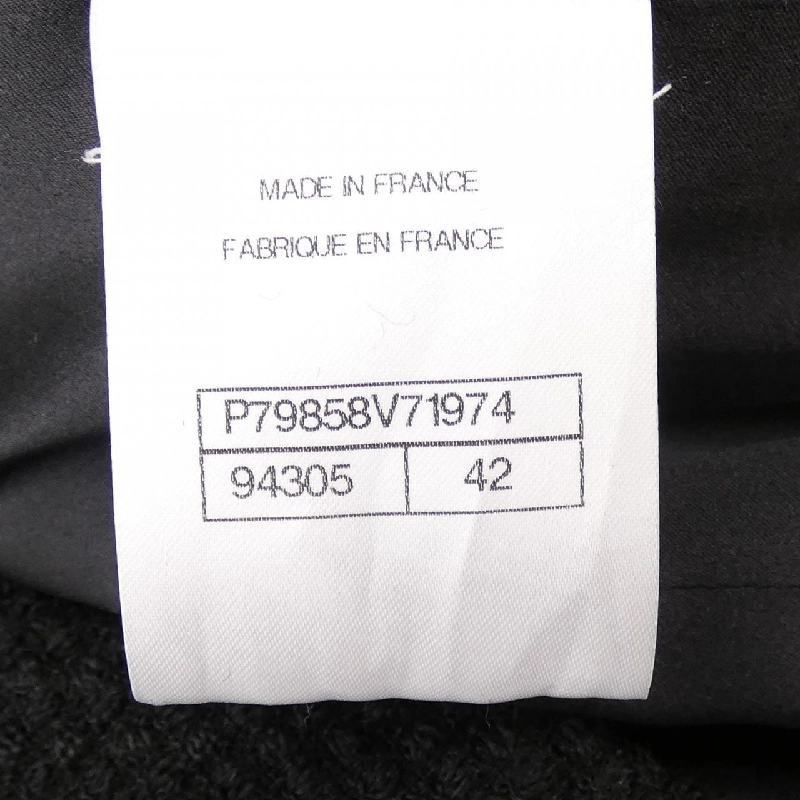 MADE IN FRANCE
FABRIQUE EN FRANCE
P79858V71974
94305 42